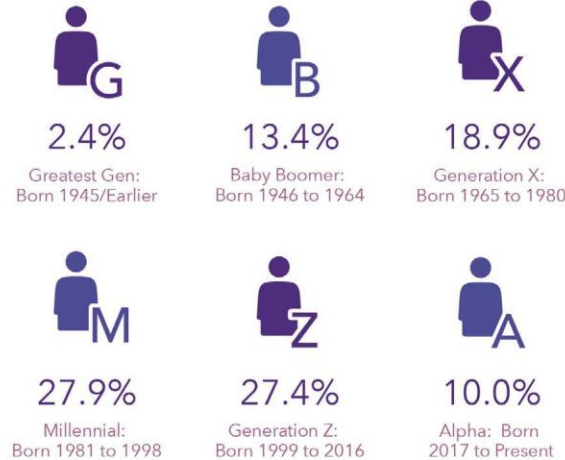 G
B
X
2.4%
13.4%
18.9%
Greatest Gen:
Born 1945/Earlier
Baby Boomer:
Born 1946 to 1964
Generation X:
Born 1965 to 1980
M
Z
A
27.9%
27.4%
10.0%
Millennial:
Born 1981 to 1998
Generation Z:
Born 1999 to 2016
Alpha: Born
2017 to Present